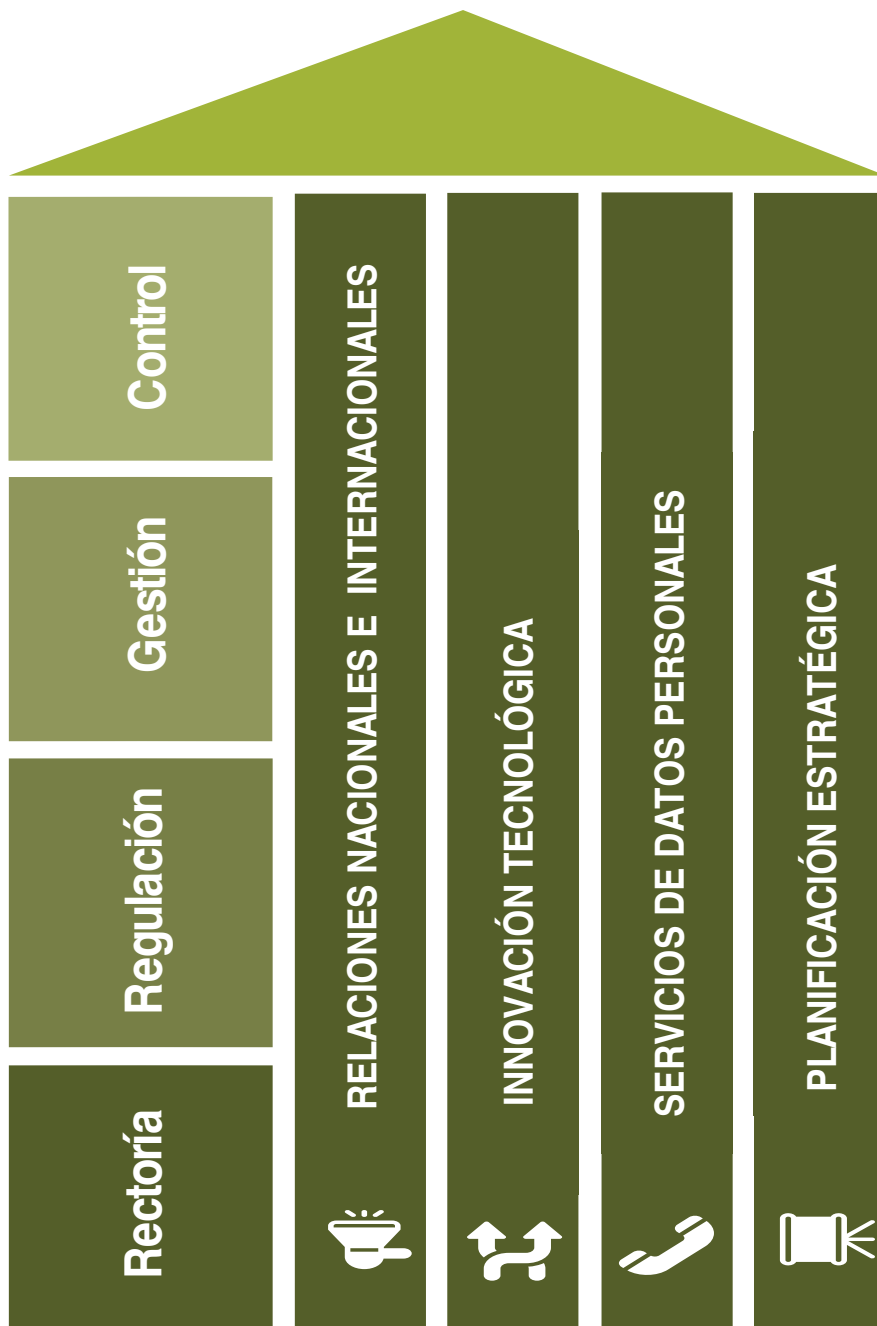 Rectoría
Regulación
Gestión
Control
RELACIONES NACIONALES E INTERNACIONALES
INNOVACIÓN TECNOLÓGICA
SERVICIOS DE DATOS PERSONALES
PLANIFICACIÓN ESTRATÉGICA